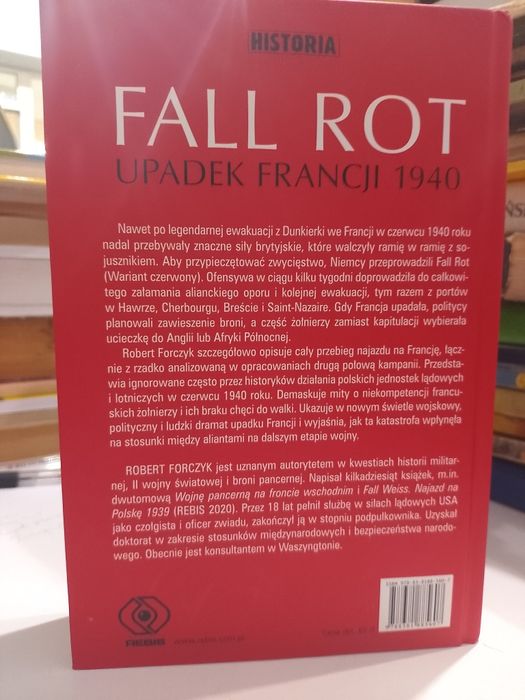 HISTORIA
FALL ROT
UPADEK FRANCJI 1940
Nawet po legendarnej ewakuacji z Dunkierki we Francji w czerwcu 1940 roku
nadal przebywały znaczne siły brytyjskie, które walczyły ramię w ramię z so-
jusznikiem. Aby przypieczętować zwycięstwo, Niemcy przeprowadzili Fall Rot
(Wariant czerwony). Ofensywa w ciągu kilku tygodni doprowadziła do całkowi-
tego załamania alianckiego oporu i kolejnej ewakuacji, tym razem z portów
w Hawrze, Cherbourgu, Breście i Saint-Nazaire. Gdy Francja upadała, politycy
planowali zawieszenie broni, a część żołnierzy zamiast kapitulacji wybierała
ucieczkę do Anglii lub Afryki Północnej.
Robert Forczyk szczegółowo opisuje cały przebieg najazdu na Francję, łącz-
nie z rzadko analizowaną w opracowaniach drugą połową kampanii. Przedsta-
wia ignorowane często przez historyków działania polskich jednostek lądowych
i lotniczych w czerwcu 1940 roku. Demaskuje mity o niekompetencji francu-
skich żołnierzy i ich braku chęci do walki. Ukazuje w nowym świetle wojskowy,
polityczny i ludzki dramat upadku Francji i wyjaśnia, jak ta katastrofa wpłynęła
na stosunki między aliantami na dalszym etapie wojny.
ROBERT FORCZYK jest uznanym autorytetem w kwestiach historii militar-
nej, II wojny światowej i broni pancernej. Napisał kilkadziesiąt książek, m.in.
dwutomową Wojnę pancerną na froncie wschodnim i Fall Weiss. Najazd na
Polskę 1939 (REBIS 2020). Przez 18 lat pełnił służbę w siłach lądowych USA
jako czołgista i oficer zwiadu, zakończył ją w stopniu podpułkownika. Uzyskał
doktorat w zakresie stosunków międzynarodowych i bezpieczeństwa narodo-
wego. Obecnie jest konsultantem w Waszyngtonie.
REBIS
www.rebis.com.pl
ISBN